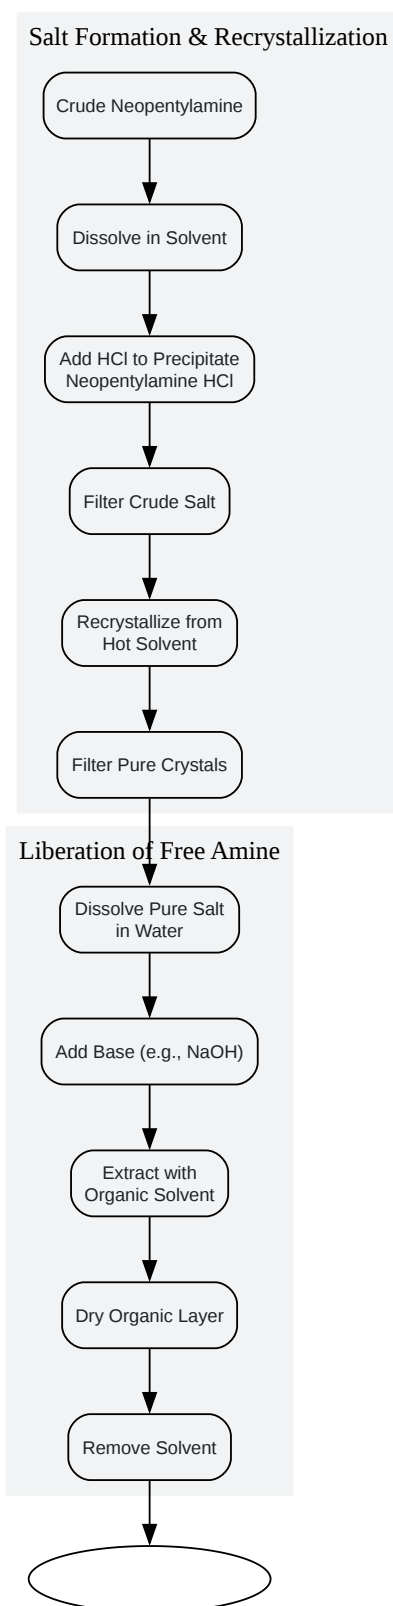 Salt Formation & Recrystallization
Crude Neopentylamine
Dissolve in Solvent
Add HCl to Precipitate
Neopentylamine HCl
Filter Crude Salt
Recrystallize from
Hot Solvent
Filter Pure Crystals
Liberation of Free Amine
Dissolve Pure Salt
in Water
Add Base (e.g., NaOH)
Extract with
Organic Solvent
Dry Organic Layer
Remove Solvent